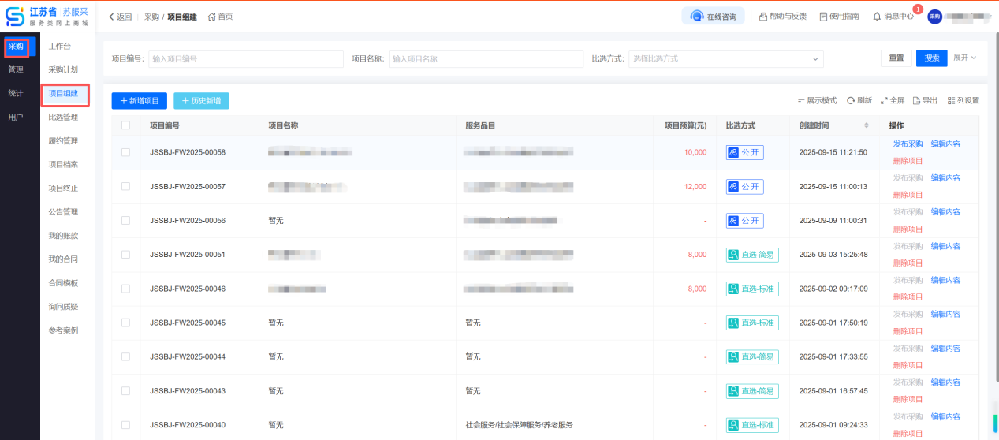 江苏省 苏服采
服务类网上商城
返回 采购 / 项目组建 首页
在线咨询 帮助与反馈 使用指南 消息中心 1 采购
采购
管理
统计
用户
工作台
采购计划
项目组建
比选管理
履约管理
项目档案
项目终止
公告管理
我的账款
我的合同
合同模板
询问质疑
参考案例
项目编号: 输入项目编号 项目名称: 输入项目名称 比选方式: 选择比选方式 重置 搜索 展开
+ 新增项目 + 历史新增 展示模式 刷新 全屏 导出 列设置
项目编号 项目名称 服务品目 项目预算(元) 比选方式 创建时间 操作
JSSBJ-FW2025-00058 10,000 公开 2025-09-15 11:21:50 发布采购 编辑内容
删除项目
JSSBJ-FW2025-00057 12,000 公开 2025-09-15 11:00:13 发布采购 编辑内容
删除项目
JSSBJ-FW2025-00056 暂无 - 公开 2025-09-09 11:00:31 发布采购 编辑内容
删除项目
JSSBJ-FW2025-00051 8,000 直选-简易 2025-09-03 15:25:48 发布采购 编辑内容
删除项目
JSSBJ-FW2025-00046 8,000 直选-标准 2025-09-02 09:17:09 发布采购 编辑内容
删除项目
JSSBJ-FW2025-00045 暂无 暂无 - 直选-标准 2025-09-01 17:50:19 发布采购 编辑内容
删除项目
JSSBJ-FW2025-00044 暂无 暂无 - 直选-简易 2025-09-01 17:33:55 发布采购 编辑内容
删除项目
JSSBJ-FW2025-00043 暂无 暂无 - 直选-简易 2025-09-01 16:57:45 发布采购 编辑内容
删除项目
JSSBJ-FW2025-00040 暂无 社会服务/社会保障服务/养老服务 - 直选-标准 2025-09-01 09:24:33 发布采购 编辑内容
删除项目